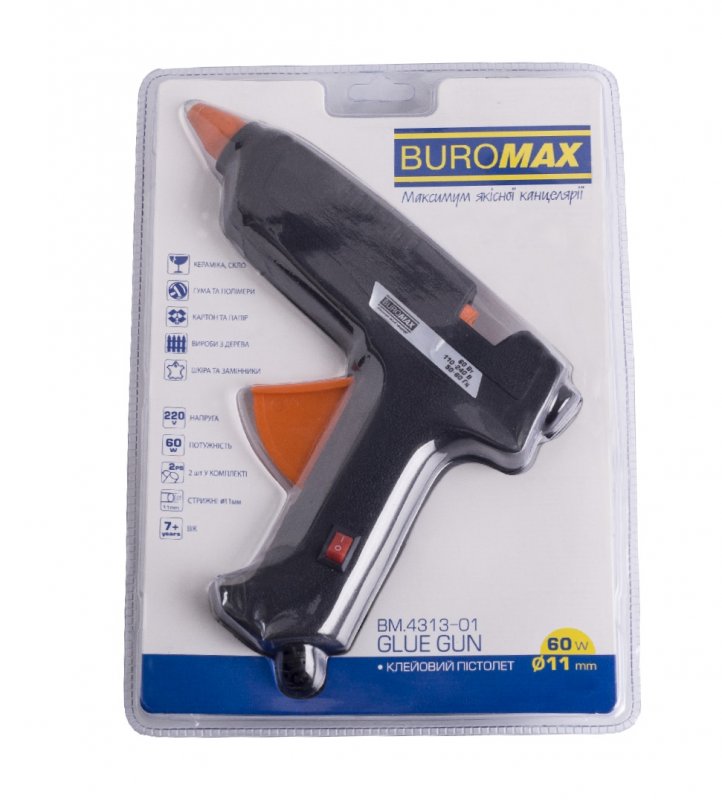 BUROMAX
Максимум якісної канцелярії
КЕРАМІКА, СКЛО
ГУМА ТА ПОЛІМЕРИ
КАРТОН ТА ПАПІР
ВИРОБИ З ДЕРЕВА
ШКІРА ТА ЗАМІННИКИ
220 V НАПРУГА
60 W ПОТУЖНІСТЬ
2PS 2 ШТ У КОМПЛЕКТІ
11mm СТРИЖНІ Ø11мм
7+ years ВІК
BUROMAX
60 Вт
110-240 В
50-60 Гц
I
O
BM.4313-01
GLUE GUN
• КЛЕЙОВИЙ ПІСТОЛЕТ
60 W
Ø11 mm